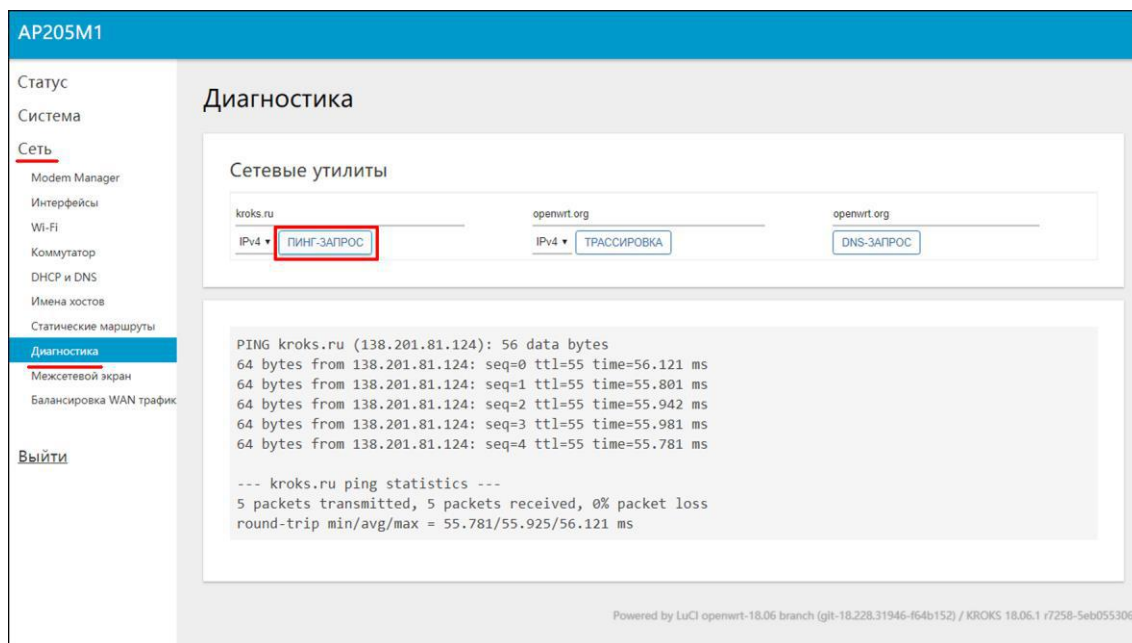 AP205M1
Статус
Система
Сеть
Modem Manager
Интерфейсы
Wi-Fi
Коммутатор
DHCP и DNS
Имена хостов
Статические маршруты
Диагностика
Межсетевой экран
Балансировка WAN трафик
Выйти
Диагностика
Сетевые утилиты
kroks.ru openwrt.org openwrt.org
IPv4 ▾ ПИНГ-ЗАПРОС IPv4 ▾ ТРАССИРОВКА DNS-ЗАПРОС
PING kroks.ru (138.201.81.124): 56 data bytes
64 bytes from 138.201.81.124: seq=0 ttl=55 time=56.121 ms
64 bytes from 138.201.81.124: seq=1 ttl=55 time=55.801 ms
64 bytes from 138.201.81.124: seq=2 ttl=55 time=55.942 ms
64 bytes from 138.201.81.124: seq=3 ttl=55 time=55.981 ms
64 bytes from 138.201.81.124: seq=4 ttl=55 time=55.781 ms
--- kroks.ru ping statistics ---
5 packets transmitted, 5 packets received, 0% packet loss
round-trip min/avg/max = 55.781/55.925/56.121 ms
Powered by LuCI openwrt-18.06 branch (git-18.228.31946-f64b152) / KROKS 18.06.1 r7258-5eb055306